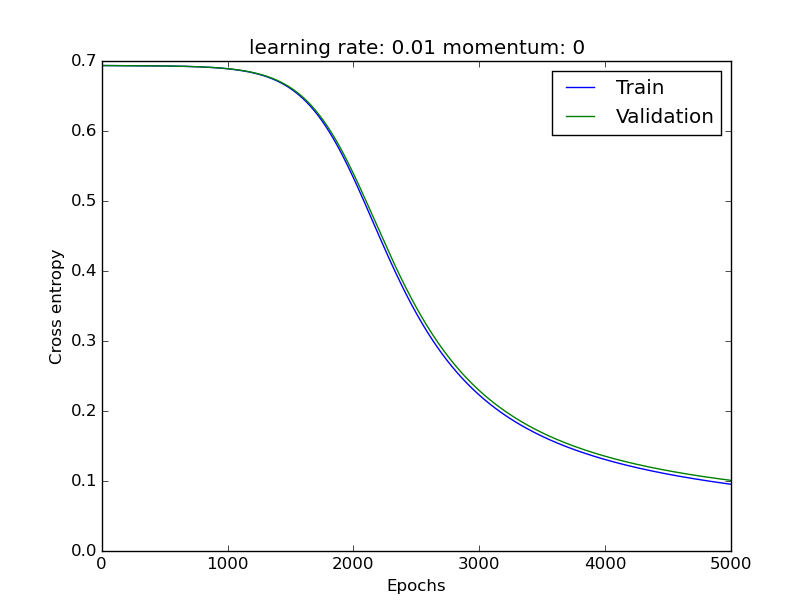 learning rate: 0.01 momentum: 0
Train
Validation
0.7
0.6
0.5
0.4
0.3
0.2
0.1
0.0
Cross entropy
0 1000 2000 3000 4000 5000
Epochs